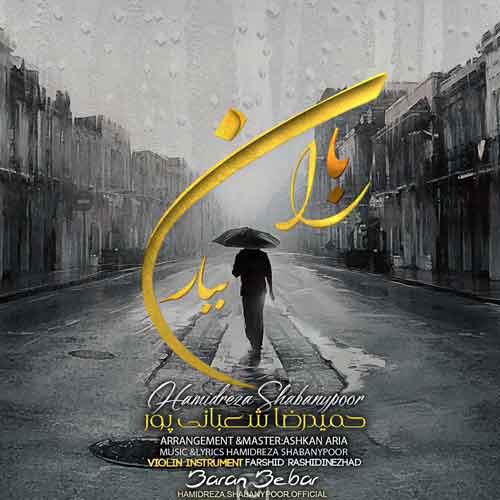 باران
ببار
Hamidreza Shabanypoor
حمیدرضا شعبانی پور
ARRANGEMENT &MASTER:ASHKAN ARIA
MUSIC &LYRICS HAMIDREZA SHABANYPOOR
VIOLIN INSTRUMENT FARSHID RASHIDINEZHAD
Baran Bebar
HAMIDREZA.SHABANYPOOR.OFFICIAL